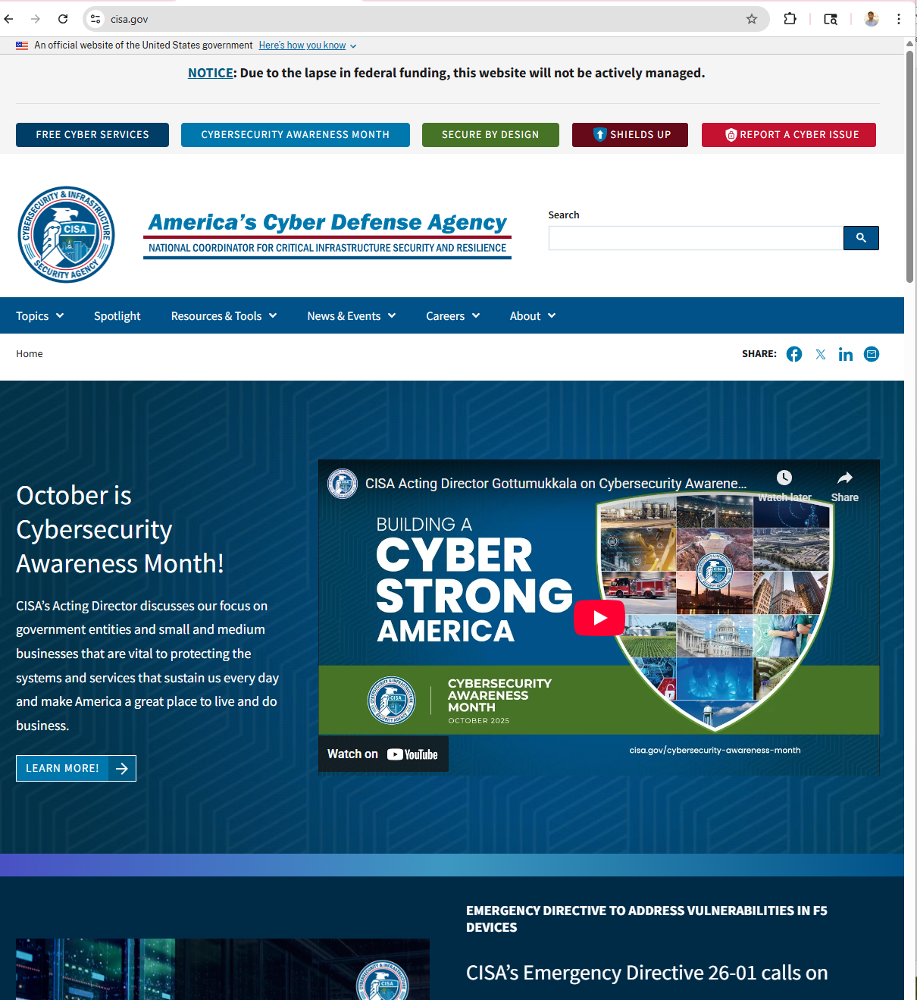 cisa.gov
An official website of the United States government Here's how you know
NOTICE: Due to the lapse in federal funding, this website will not be actively managed.
FREE CYBER SERVICES
CYBERSECURITY AWARENESS MONTH
SECURE BY DESIGN
SHIELDS UP
REPORT A CYBER ISSUE
CYBERSECURITY & INFRASTRUCTURE
CISA
SECURITY AGENCY
America's Cyber Defense Agency
NATIONAL COORDINATOR FOR CRITICAL INFRASTRUCTURE SECURITY AND RESILIENCE
Search
Topics Spotlight Resources & Tools News & Events Careers About
Home
SHARE:
October is
Cybersecurity
Awareness Month!
CISA's Acting Director discusses our focus on
government entities and small and medium
businesses that are vital to protecting the
systems and services that sustain us every day
and make America a great place to live and do
business.
LEARN MORE!
CISA Acting Director Gottumukkala on Cybersecurity Awarene...
Watch later
Share
BUILDING A
CYBER
STRONG
AMERICA
CISA
CYBERSECURITY
AWARENESS
MONTH
OCTOBER 2025
Watch on YouTube
cisa.gov/cybersecurity-awareness-month
EMERGENCY DIRECTIVE TO ADDRESS VULNERABILITIES IN F5
DEVICES
CISA's Emergency Directive 26-01 calls on
CISA